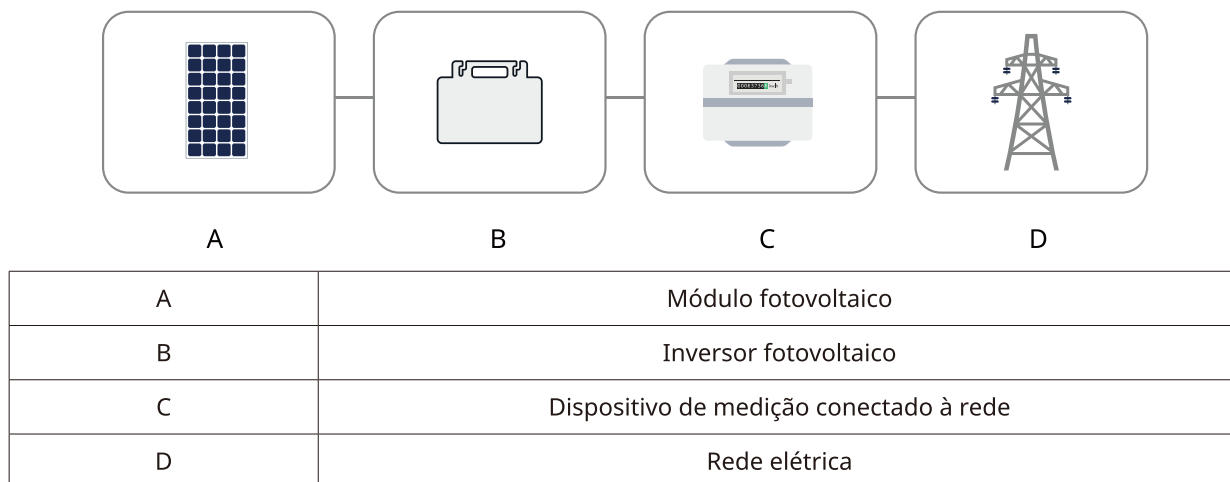 A B C D
A Módulo fotovoltaico
B Inversor fotovoltaico
C Dispositivo de medição conectado à rede
D Rede elétrica